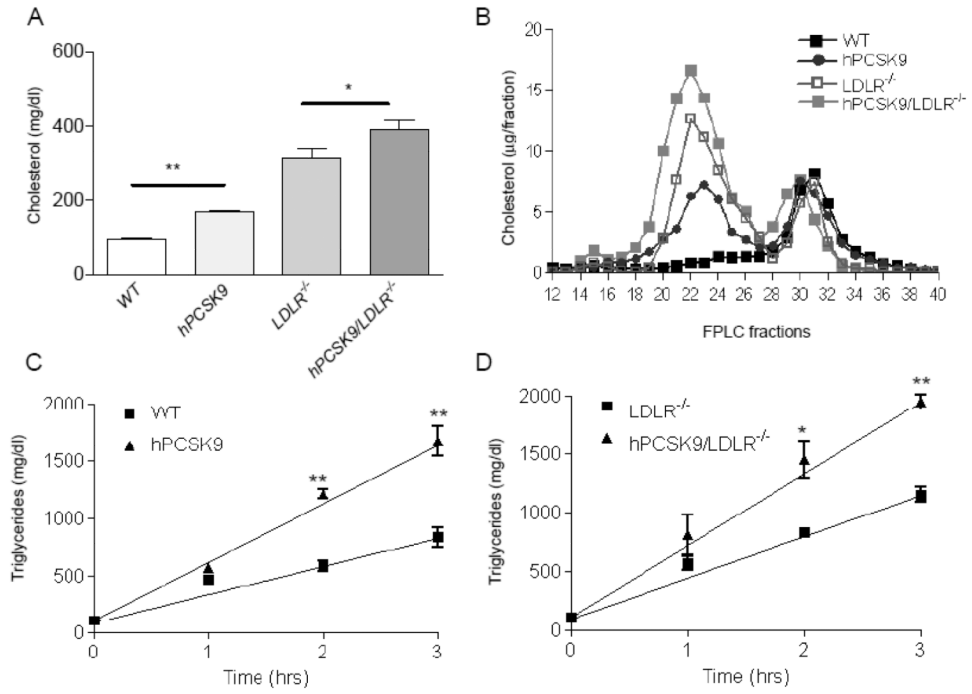 A
600
400
200
0
Cholesterol (mg/dl)
**
*
WT
hPCSK9
LDLR-/-
hPCSK9/LDLR-/-
B
20
15
10
5
0
Cholesterol (µg/fraction)
WT
hPCSK9
LDLR-/-
hPCSK9/LDLR-/-
12 14 16 18 20 22 24 26 28 30 32 34 36 38 40
FPLC fractions
C
2000
1500
1000
500
0
Triglycerides (mg/dl)
WT
hPCSK9
**
**
0 1 2 3
Time (hrs)
D
2000
1500
1000
500
0
Triglycerides (mg/dl)
LDLR-/-
hPCSK9/LDLR-/-
*
**
0 1 2 3
Time (hrs)